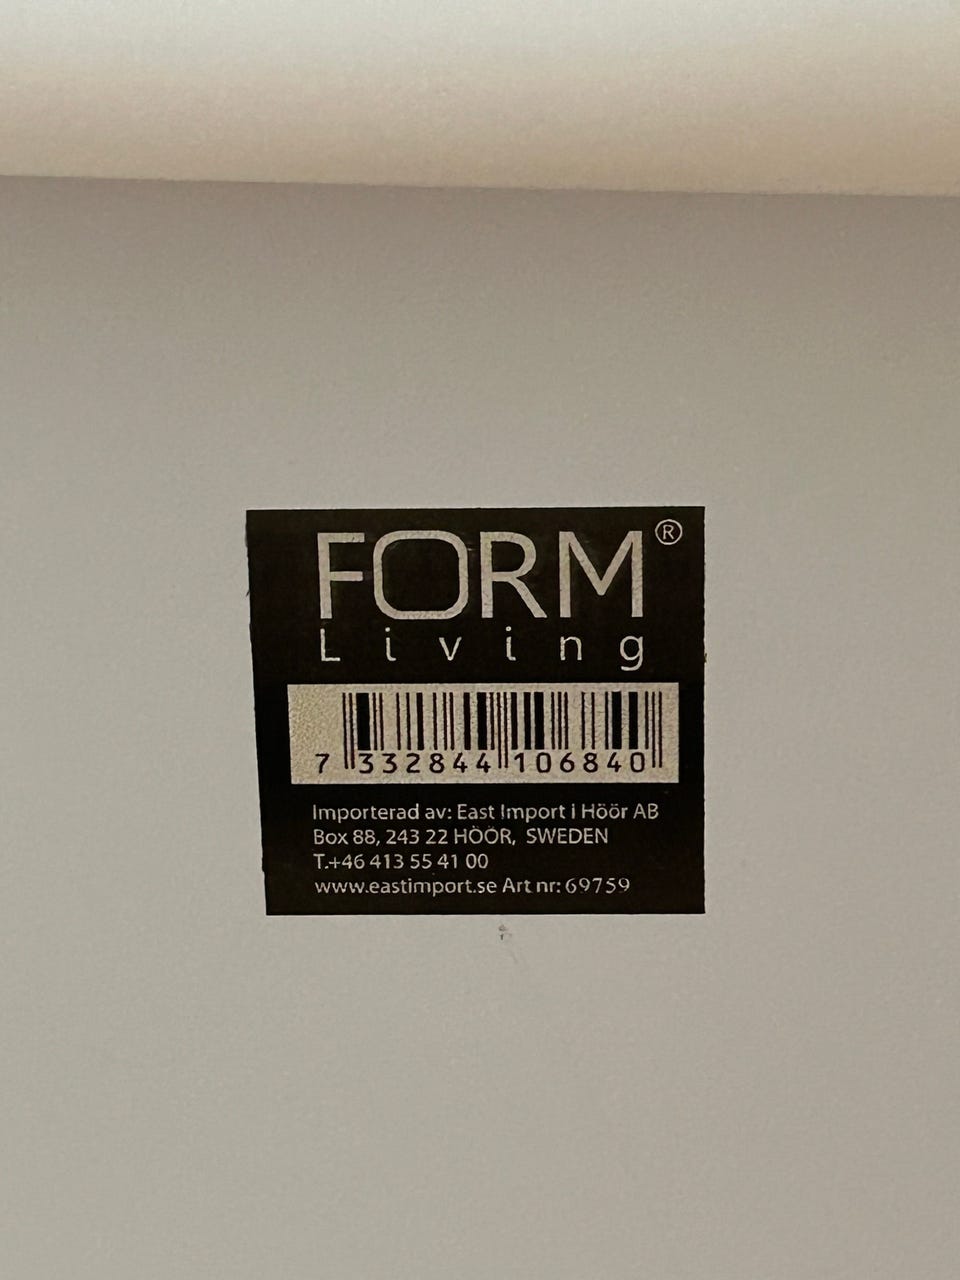 FORM®
Living
7 332844 106840
Importerad av: East Import i Höör AB
Box 88, 243 22 HÖÖR, SWEDEN
T.+46 413 55 41 00
www.eastimport.se Art nr: 69759